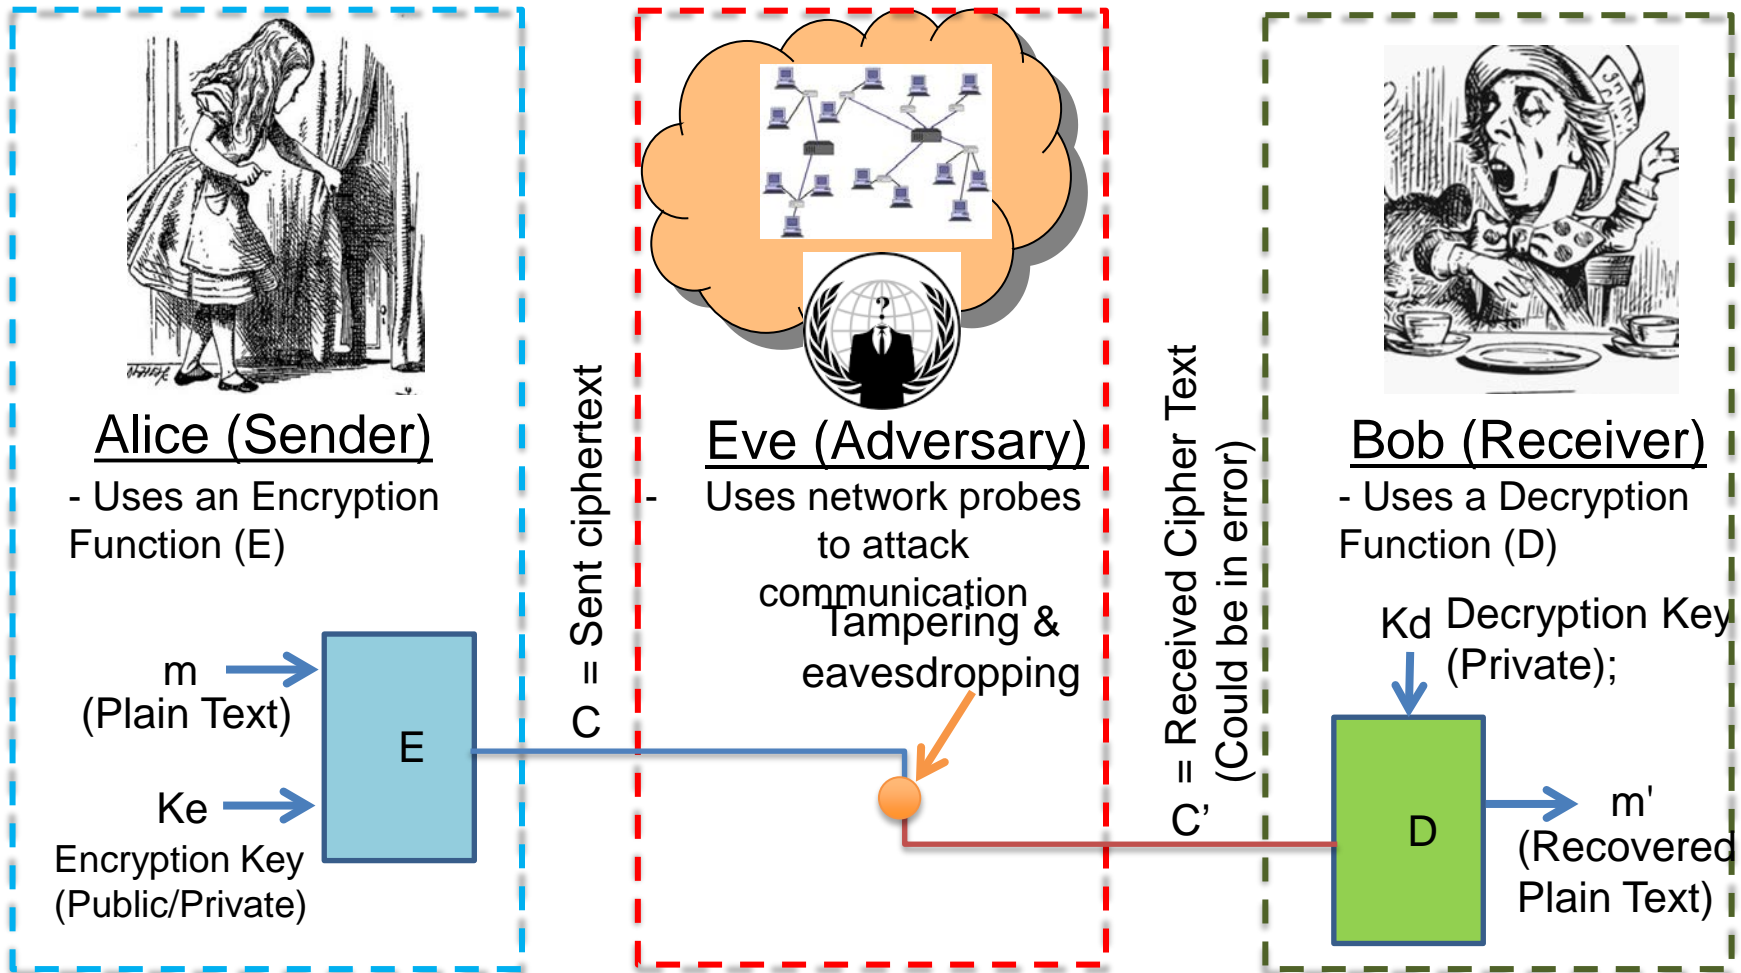 Alice (Sender)
- Uses an Encryption
Function (E)
m
(Plain Text)
Ke
Encryption Key
(Public/Private)
E
C = Sent ciphertext
?
Eve (Adversary)
- Uses network probes
to attack
communication
Tampering &
eavesdropping
C’ = Received Cipher Text
(Could be in error)
Bob (Receiver)
- Uses a Decryption
Function (D)
Kd Decryption Key
(Private);
D
m'
(Recovered
Plain Text)